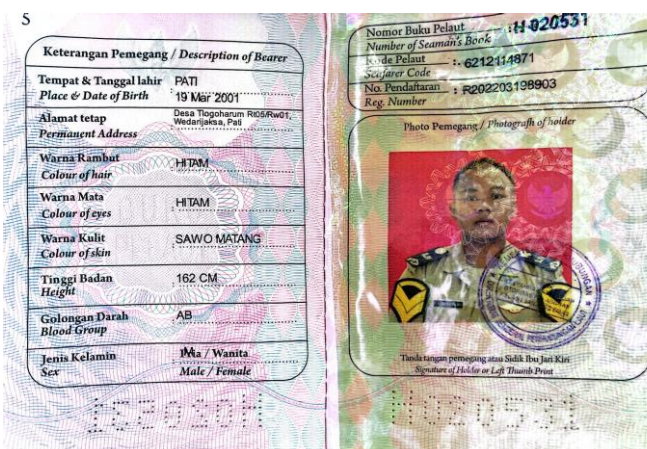 5
Keterangan Pemegang / Description of Bearer
Tempat & Tanggal lahir PATI
Place & Date of Birth 19 Mar 2001
Alamat tetap Desa Tlogoharum Rt05/Rw01,
Permanent Address Wedarijaksa, Pati
Warna Rambut : HITAM
Colour of hair
Warna Mata : HITAM
Colour of eyes
Warna Kulit : SAWO MATANG
Colour of skin
Tinggi Badan : 162 CM
Height
Golongan Darah : AB
Blood Group
Jenis Kelamin : Pria / Wanita
Sex Male / Female
H020531
Nomor Buku Pelaut : H 020531
Number of Seaman's Book
Kode Pelaut : 6212114871
Seafarer Code
No. Pendaftaran : R202203198903
Reg. Number
Photo Pemegang / Photografh of holder
Tanda tangan pemegang atau Sidik Ibu Jari Kiri
Signature of Holder or Left Thumb Print
H020531